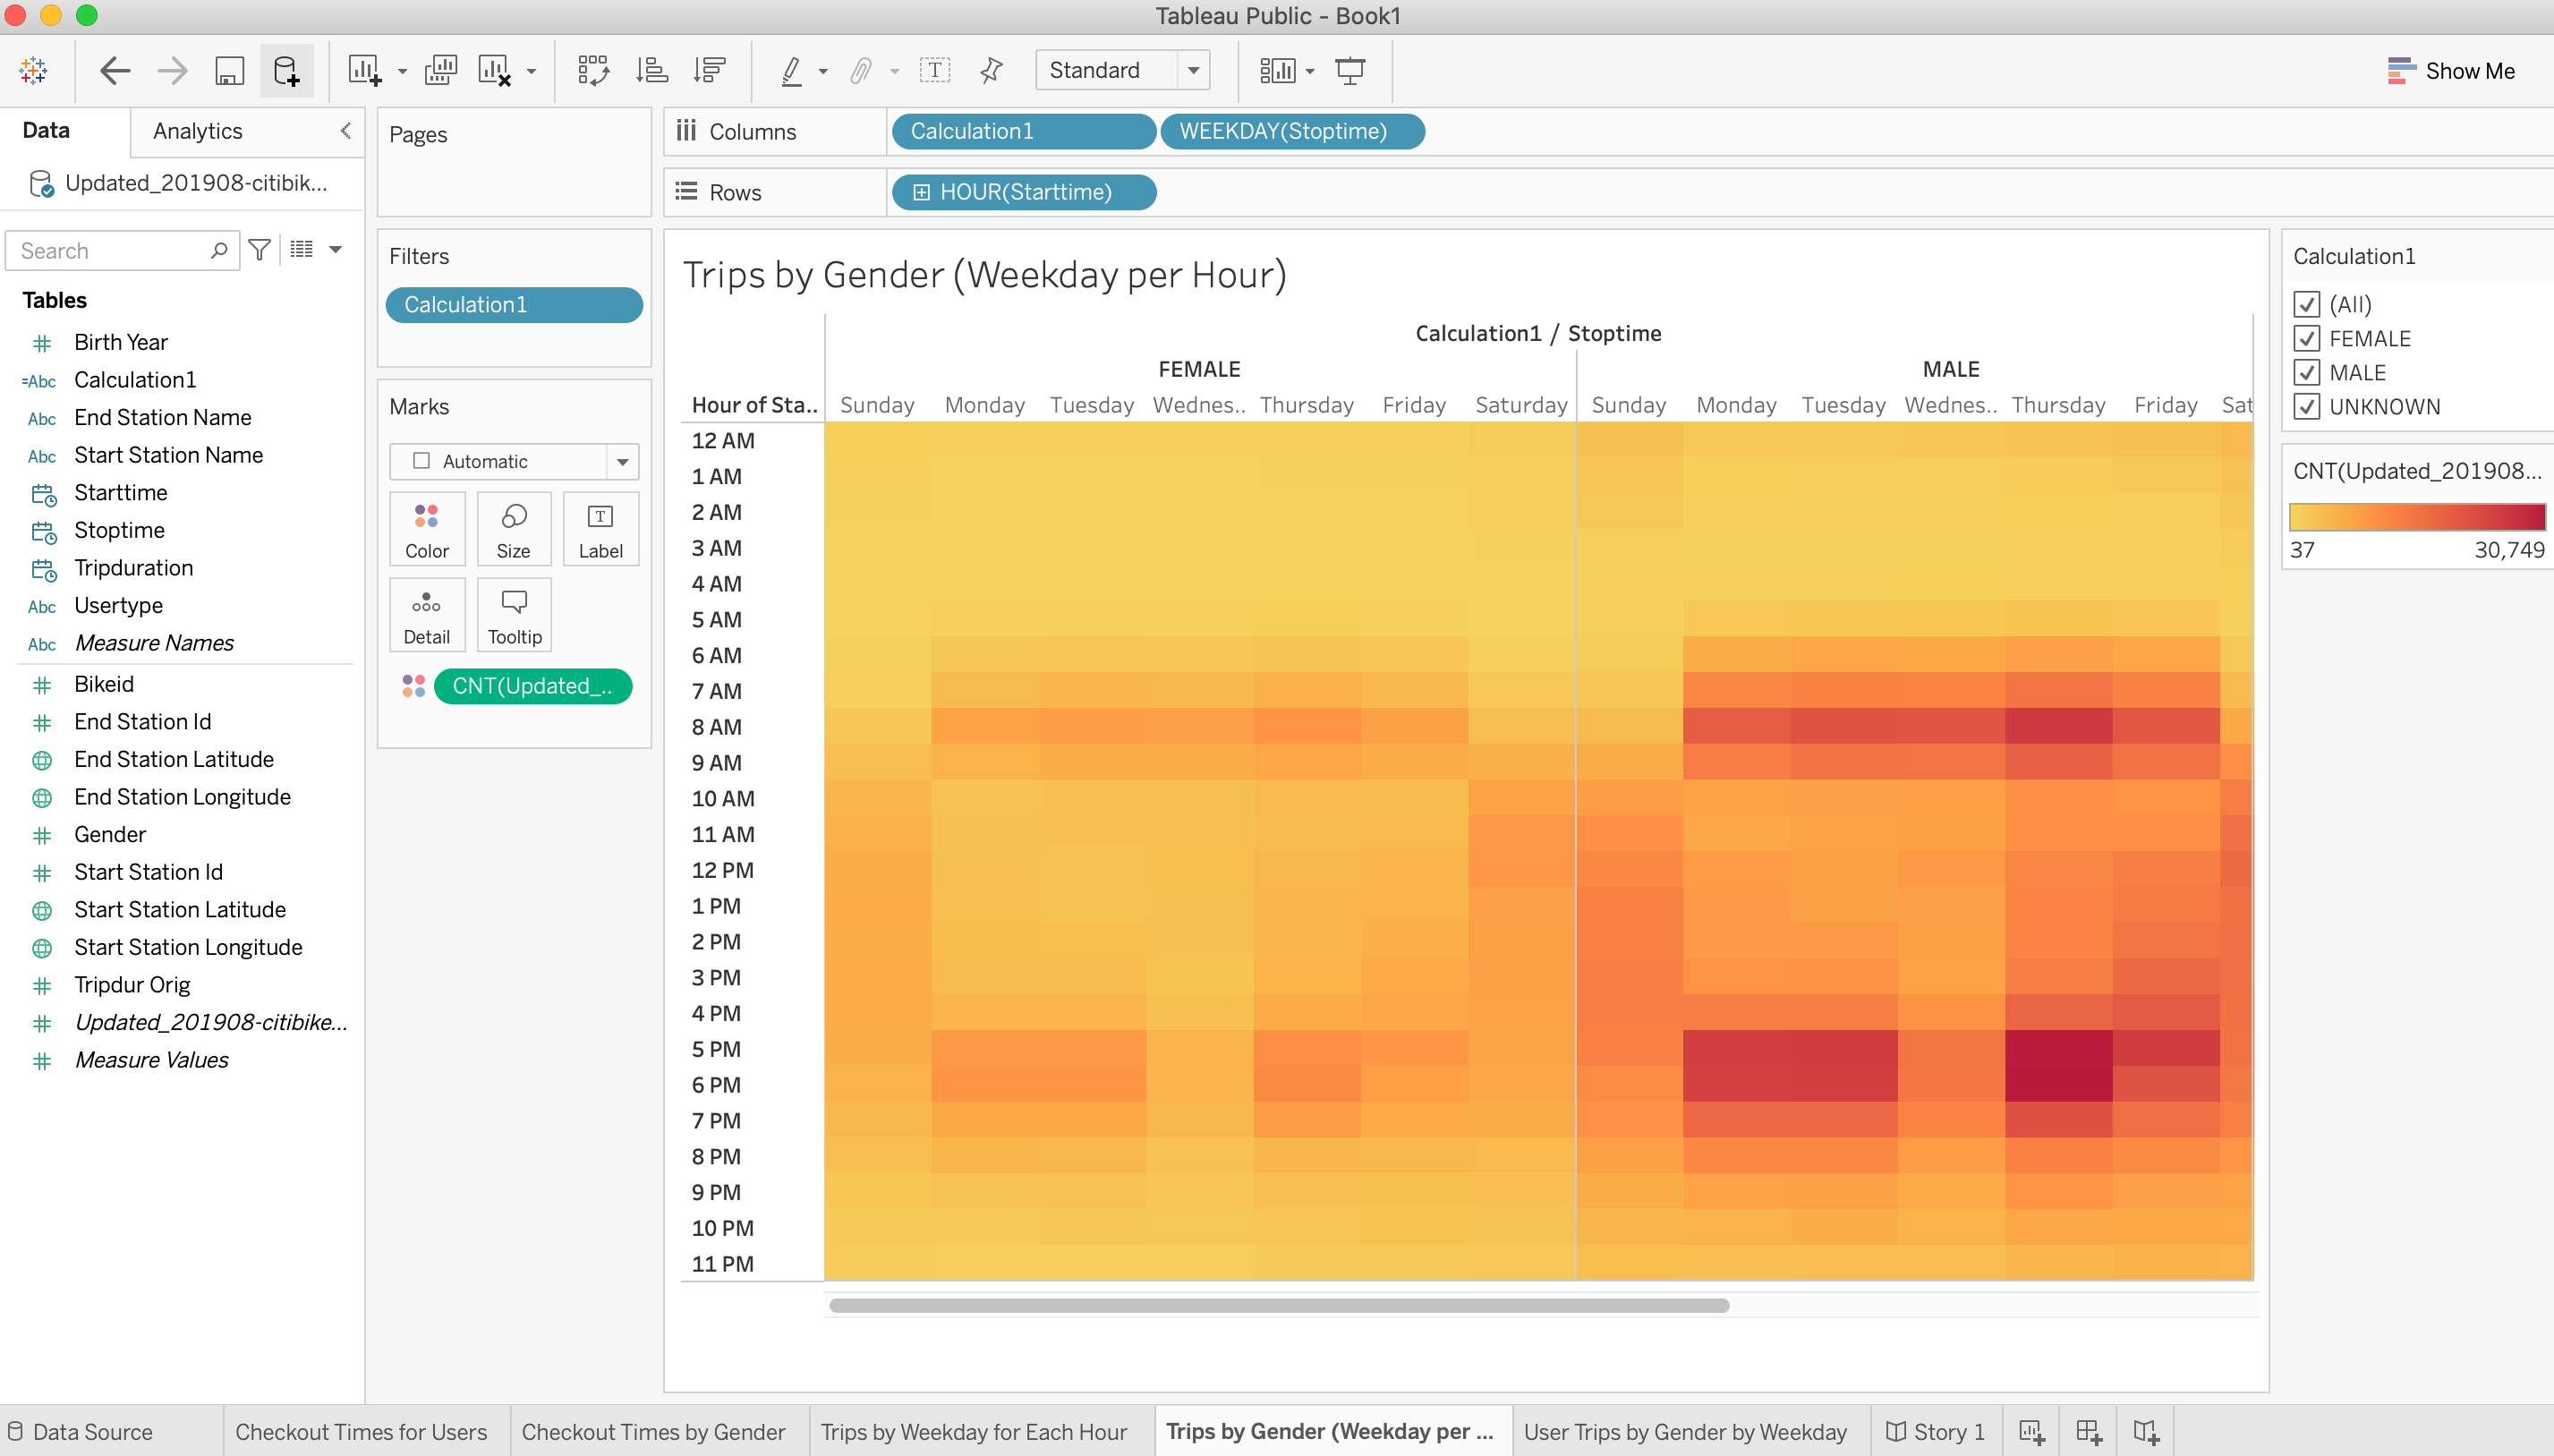 Tableau Public - Book1
Standard
Show Me
Data
Analytics
Updated_201908-citibik...
Search
Tables
Birth Year
=Abc Calculation1
Abc End Station Name
Abc Start Station Name
Starttime
Stoptime
Tripduration
Abc Usertype
Abc Measure Names
Bikeid
End Station Id
End Station Latitude
End Station Longitude
Gender
Start Station Id
Start Station Latitude
Start Station Longitude
Tripdur Orig
Updated_201908-citibike...
Measure Values
Pages
Filters
Calculation1
Marks
Automatic
Color Size Label
Detail Tooltip
CNT(Updated_..
Columns Calculation1 WEEKDAY(Stoptime)
Rows HOUR(Starttime)
Trips by Gender (Weekday per Hour)
Calculation1 / Stoptime
FEMALE MALE
Hour of Sta.. Sunday Monday Tuesday Wednes.. Thursday Friday Saturday Sunday Monday Tuesday Wednes.. Thursday Friday Sat
12 AM
1 AM
2 AM
3 AM
4 AM
5 AM
6 AM
7 AM
8 AM
9 AM
10 AM
11 AM
12 PM
1 PM
2 PM
3 PM
4 PM
5 PM
6 PM
7 PM
8 PM
9 PM
10 PM
11 PM
Calculation1
(All)
FEMALE
MALE
UNKNOWN
CNT(Updated_201908...
37 30,749
Data Source Checkout Times for Users Checkout Times by Gender Trips by Weekday for Each Hour Trips by Gender (Weekday per ... User Trips by Gender by Weekday Story 1